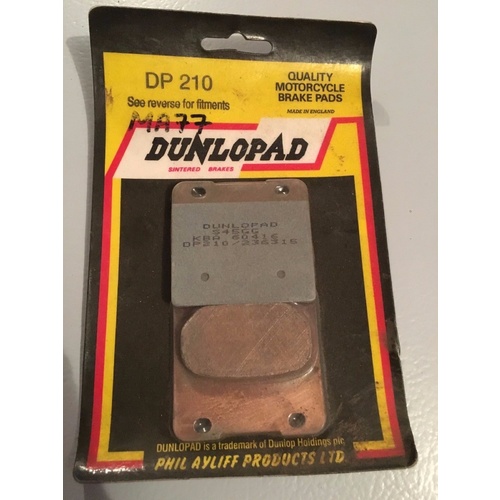 DP 210
See reverse for fitments
MA77
QUALITY
MOTORCYCLE
BRAKE PADS
MADE IN ENGLAND
DUNLOPAD
SINTERED BRAKES
DUNLOPAD
DUNLOPAD is a trademark of Dunlop Holdings plc
PHIL AYLIFF PRODUCTS LTD.